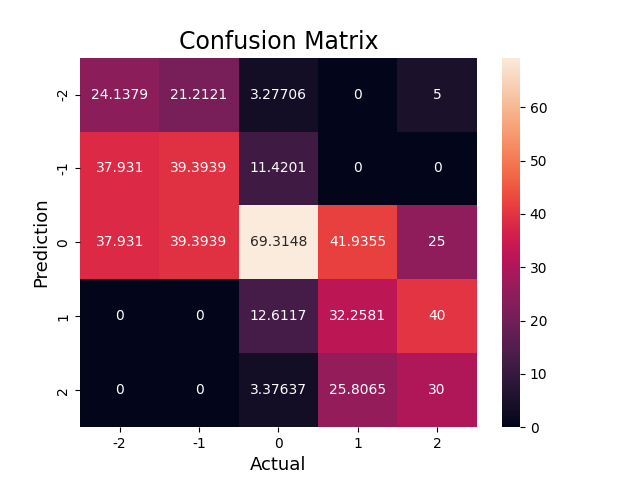 Confusion Matrix
-2 24.1379 21.2121 3.27706 0 5
-1 37.931 39.3939 11.4201 0 0
0 37.931 39.3939 69.3148 41.9355 25
1 0 0 12.6117 32.2581 40
2 0 0 3.37637 25.8065 30
-2 -1 0 1 2
Actual
Prediction
60
50
40
30
20
10
0